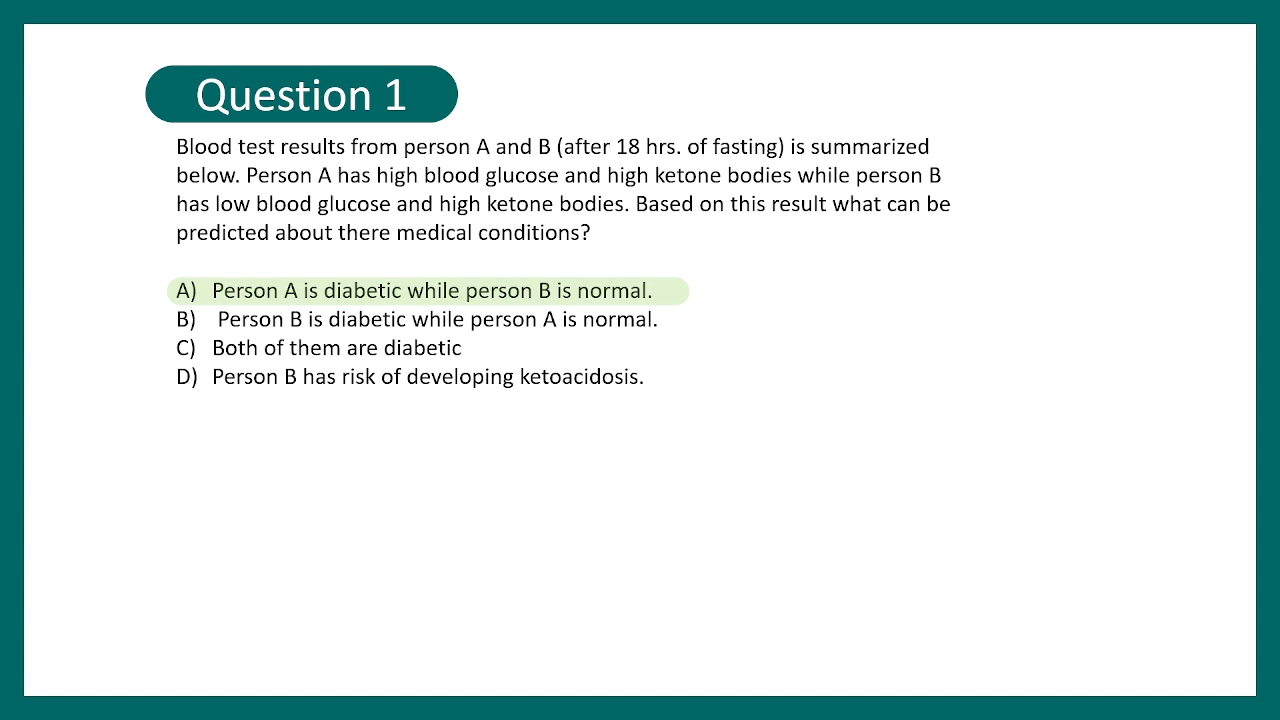 Question 1
Blood test results from person A and B (after 18 hrs. of fasting) is summarized
below. Person A has high blood glucose and high ketone bodies while person B
has low blood glucose and high ketone bodies. Based on this result what can be
predicted about there medical conditions?
A) Person A is diabetic while person B is normal.
B) Person B is diabetic while person A is normal.
C) Both of them are diabetic
D) Person B has risk of developing ketoacidosis.